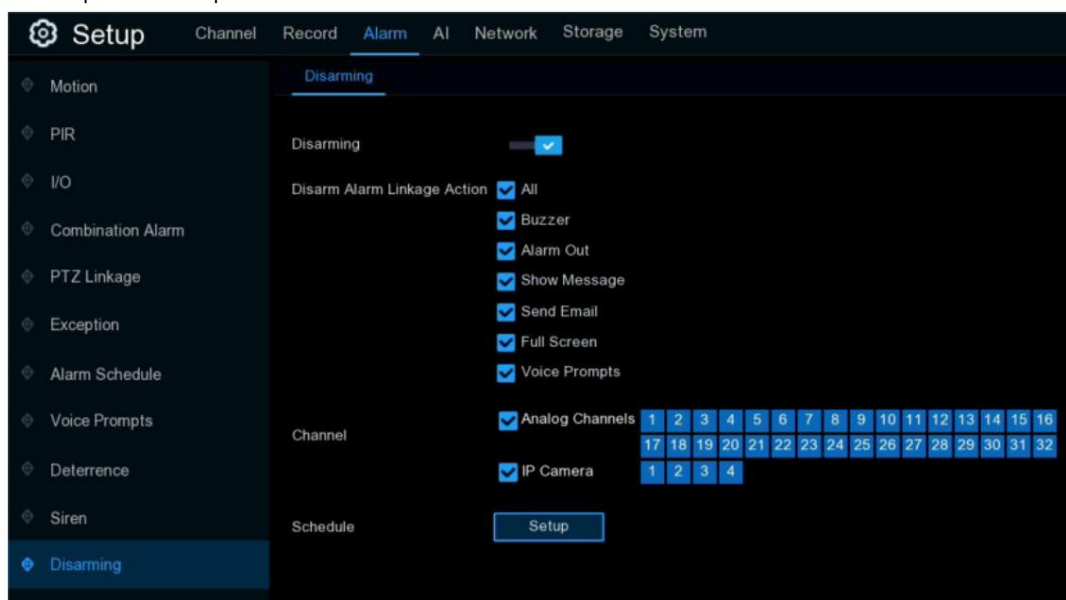 Setup Channel Record Alarm AI Network Storage System
Disarming
Motion
PIR
I/O
Combination Alarm
PTZ Linkage
Exception
Alarm Schedule
Voice Prompts
Deterrence
Siren
Disarming
Disarming
Disarm Alarm Linkage Action All
Buzzer
Alarm Out
Show Message
Send Email
Full Screen
Voice Prompts
Channel
Analog Channels 1 2 3 4 5 6 7 8 9 10 11 12 13 14 15 16
17 18 19 20 21 22 23 24 25 26 27 28 29 30 31 32
IP Camera 1 2 3 4
Schedule Setup